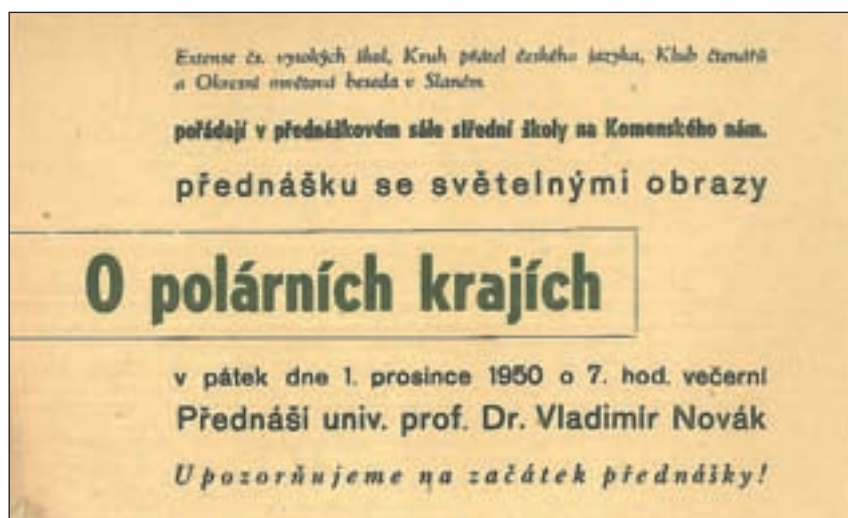 Extense čs. vysokých škol, Kruh přátel českého jazyka, Klub čtenářů
a Okresní osvětová beseda v Slaném
pořádají v přednáškovém sále střední školy na Komenského nám.
přednášku se světelnými obrazy
O polárních krajích
v pátek dne 1. prosince 1950 o 7. hod. večerní
Přednáší univ. prof. Dr. Vladimír Novák
Upozorňujeme na začátek přednášky!